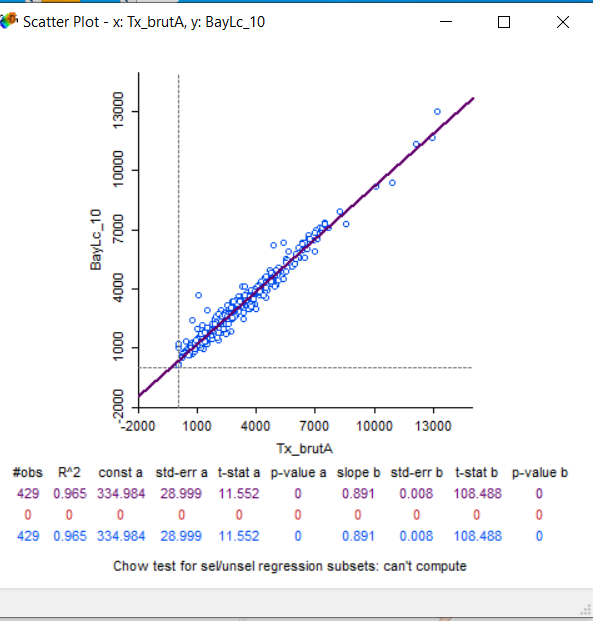 Scatter Plot - x: Tx_brutA, y: BayLc_10
13000
10000
7000
4000
1000
-2000
BayLc_10
-2000 1000 4000 7000 10000 13000
Tx_brutA
#obs R^2 const a std-err a t-stat a p-value a slope b std-err b t-stat b p-value b
429 0.965 334.984 28.999 11.552 0 0.891 0.008 108.488 0
0 0 0 0 0 0 0 0 0 0
429 0.965 334.984 28.999 11.552 0 0.891 0.008 108.488 0
Chow test for sel/unsel regression subsets: can't compute